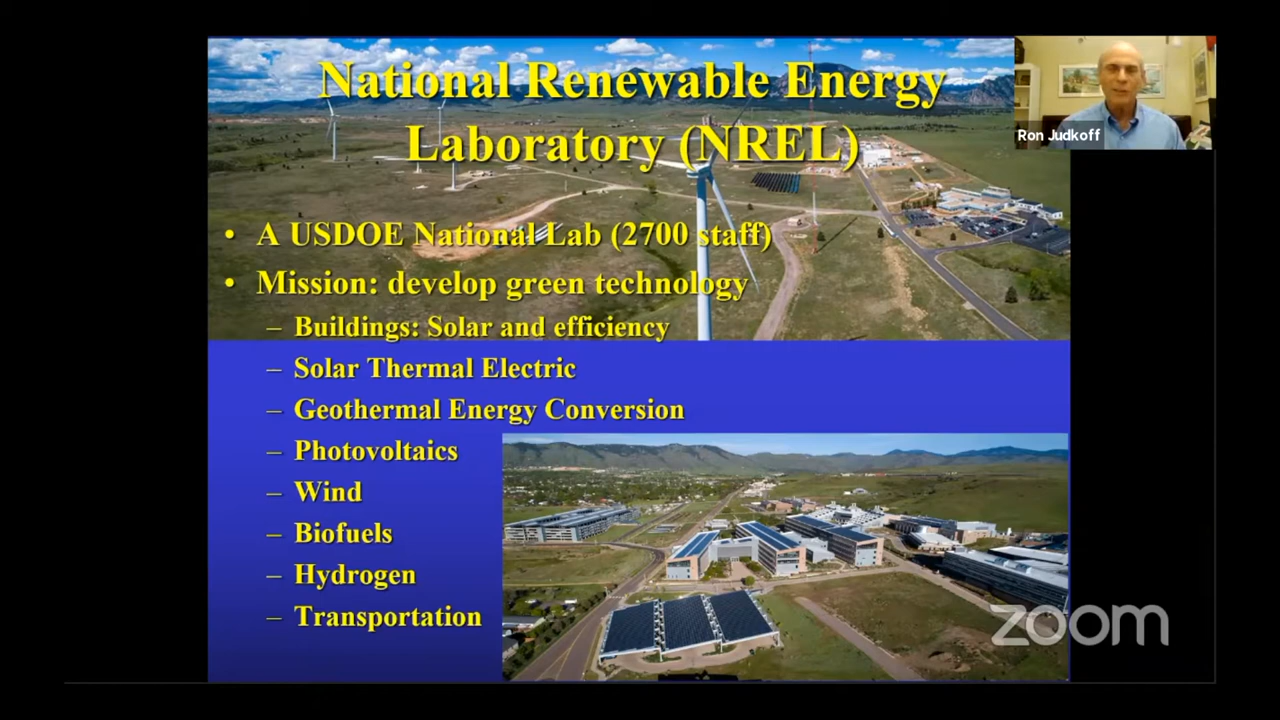 National Renewable Energy
Laboratory (NREL)
Ron Judkoff
• A USDOE National Lab (2700 staff)
• Mission: develop green technology
– Buildings: Solar and efficiency
– Solar Thermal Electric
– Geothermal Energy Conversion
– Photovoltaics
– Wind
– Biofuels
– Hydrogen
– Transportation
zoom